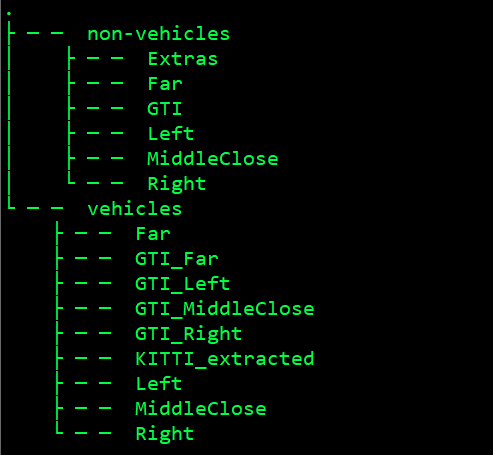 .
├ ─ ─  non-vehicles
│    ├ ─ ─  Extras
│    ├ ─ ─  Far
│    ├ ─ ─  GTI
│    ├ ─ ─  Left
│    ├ ─ ─  MiddleClose
│    └ ─ ─  Right
└ ─ ─  vehicles
    ├ ─ ─  Far
    ├ ─ ─  GTI_Far
    ├ ─ ─  GTI_Left
    ├ ─ ─  GTI_MiddleClose
    ├ ─ ─  GTI_Right
    ├ ─ ─  KITTI_extracted
    ├ ─ ─  Left
    ├ ─ ─  MiddleClose
    └ ─ ─  Right